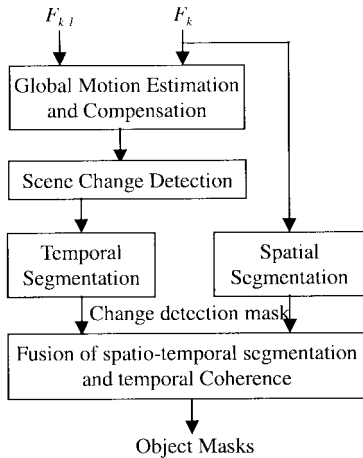 F_{k-1} F_k
Global Motion Estimation
and Compensation
Scene Change Detection
Temporal
Segmentation
Spatial
Segmentation
Change detection mask
Fusion of spatio-temporal segmentation
and temporal Coherence
Object Masks